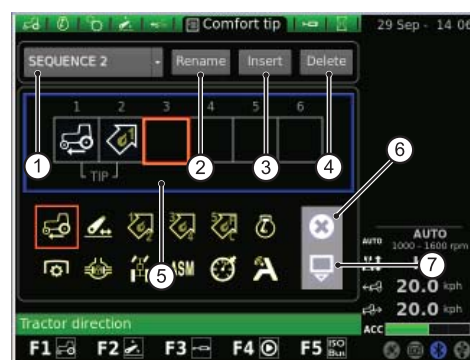 Comfort tip
29 Sep - 14 06
SEQUENCE 2
Rename
Insert
Delete
1 2 3 4 5 6
TIP
1
2
3
4
5
6
7
ASM
A
AUTO
AUTO
1000 - 1600 rpm
20.0 kph
20.0 kph
ACC
Tractor direction
F1
F2
F3
F4
F5 ISO